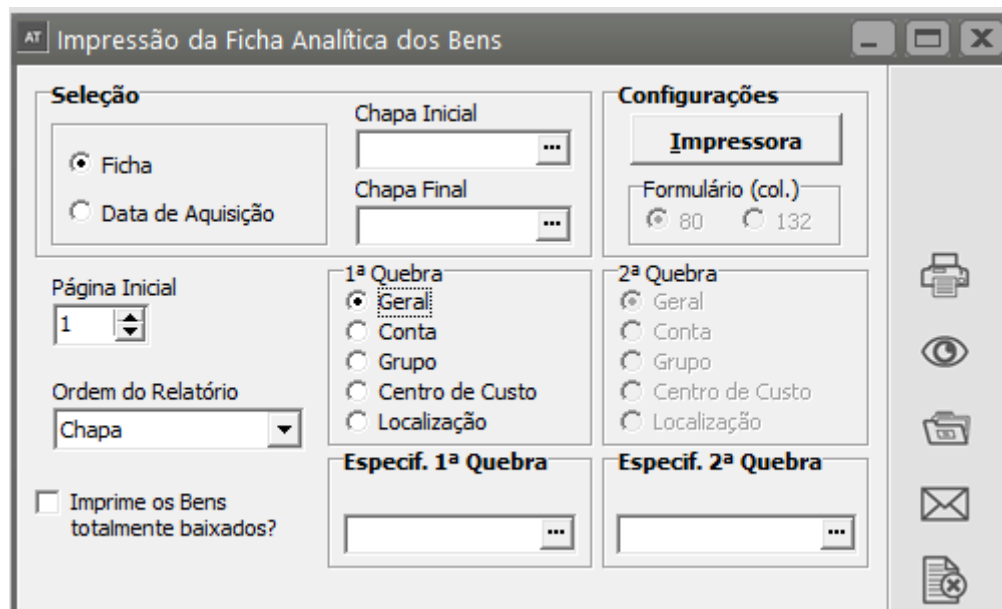 AT Impressão da Ficha Analítica dos Bens
Seleção
Ficha
Data de Aquisição
Chapa Inicial
...
Chapa Final
...
Configurações
Impressora
Formulário (col.)
80 132
Página Inicial
1
Ordem do Relatório
Chapa
Imprime os Bens
totalmente baixados?
1ª Quebra
Geral
Conta
Grupo
Centro de Custo
Localização
2ª Quebra
Geral
Conta
Grupo
Centro de Custo
Localização
Especif. 1ª Quebra
...
Especif. 2ª Quebra
...